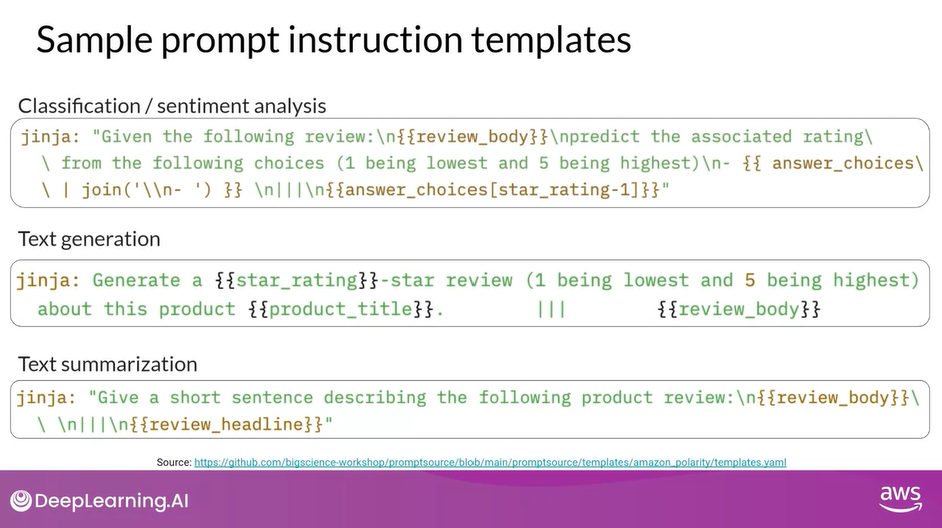 Sample prompt instruction templates
Classification / sentiment analysis
jinja: "Given the following review:\n{{review_body}}\npredict the associated rating\
\ from the following choices (1 being lowest and 5 being highest)\n- {{ answer_choices\
\ | join('\\n- ') }} \n|||\n{{answer_choices[star_rating-1]}}"
Text generation
jinja: Generate a {{star_rating}}-star review (1 being lowest and 5 being highest)
about this product {{product_title}}. ||| {{review_body}}
Text summarization
jinja: "Give a short sentence describing the following product review:\n{{review_body}}\
\ \n|||\n{{review_headline}}"
Source: https://github.com/bigscience-workshop/promptsource/blob/main/promptsource/templates/amazon_polarity/templates.yaml
DeepLearning.AI
aws